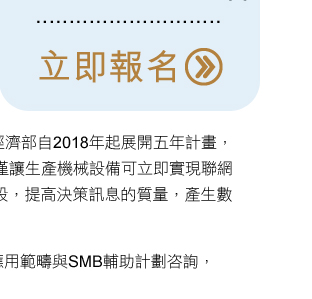 立即報名
經濟部自2018年起展開五年計畫，
僅讓生產機械設備可立即實現聯網
段，提高決策訊息的質量，產生數
應用範疇與SMB輔助計劃咨詢，